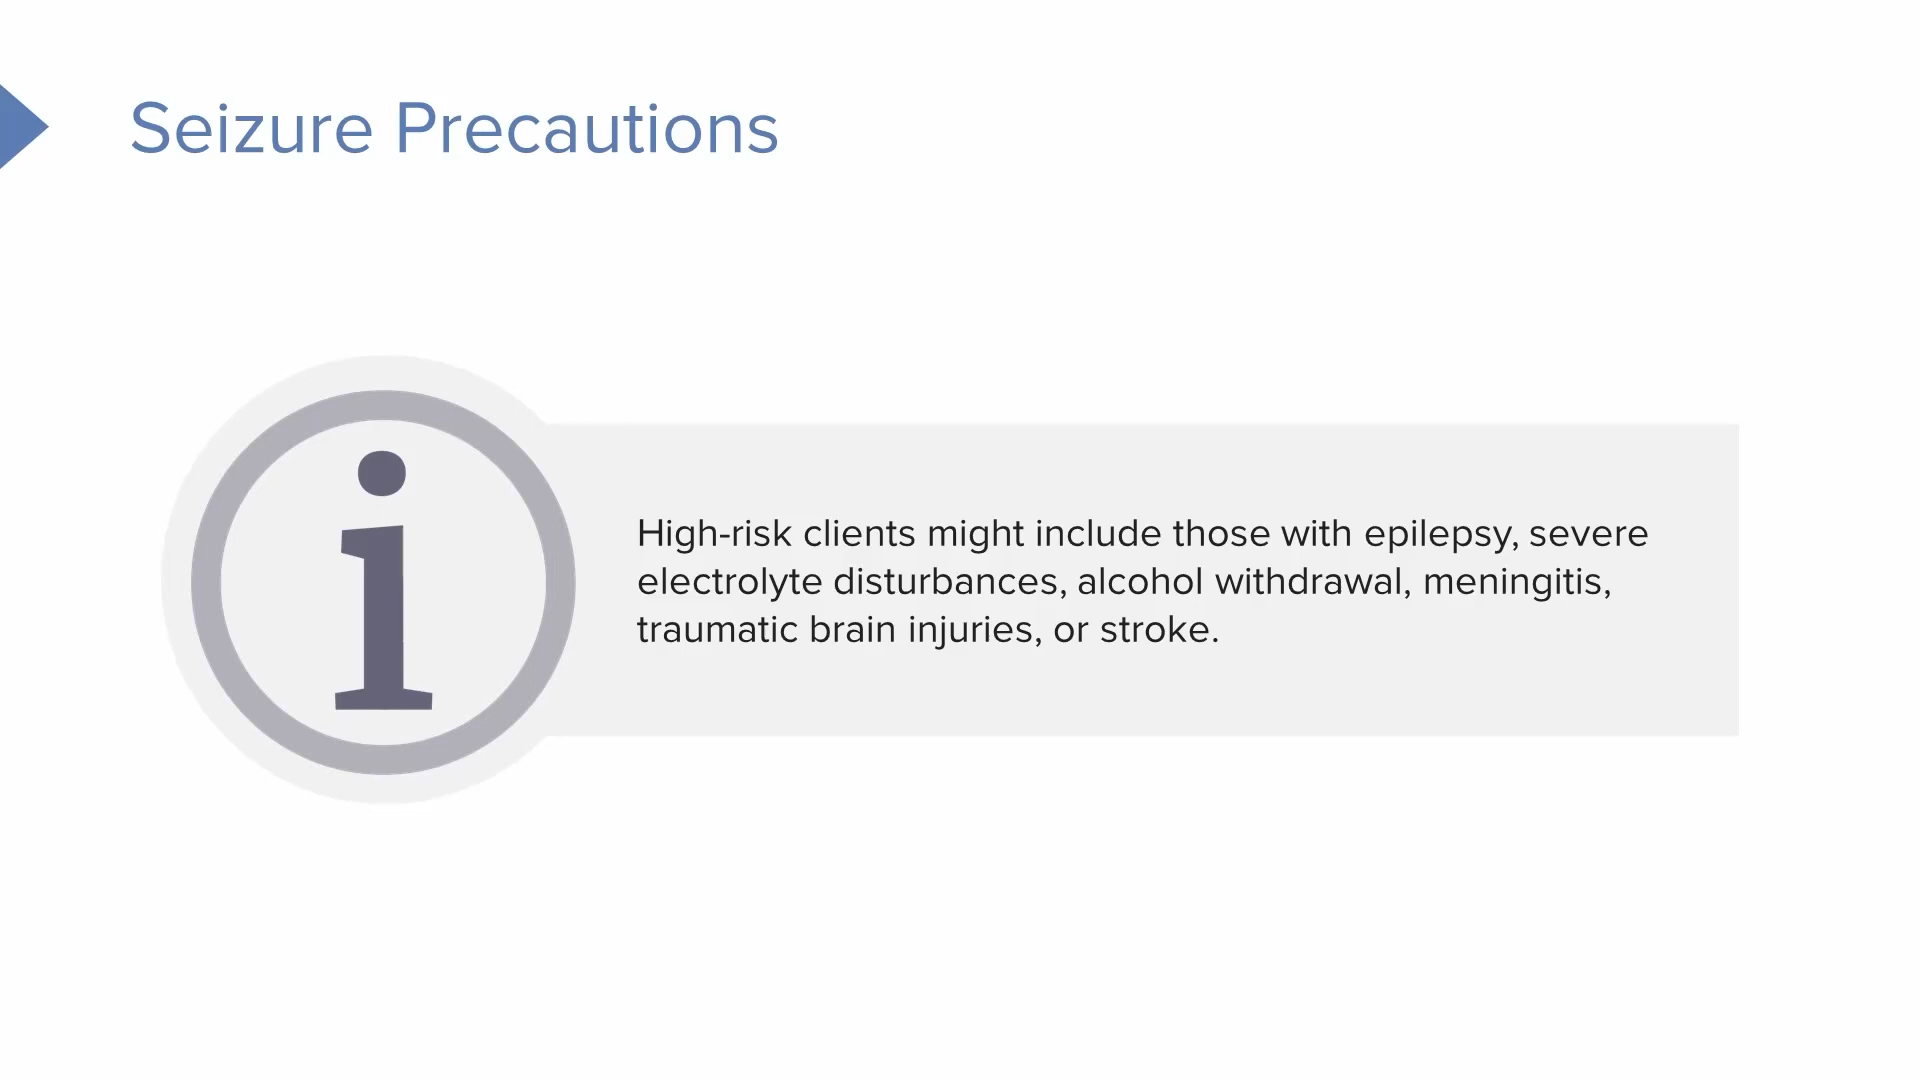 Seizure Precautions
High-risk clients might include those with epilepsy, severe
electrolyte disturbances, alcohol withdrawal, meningitis,
traumatic brain injuries, or stroke.